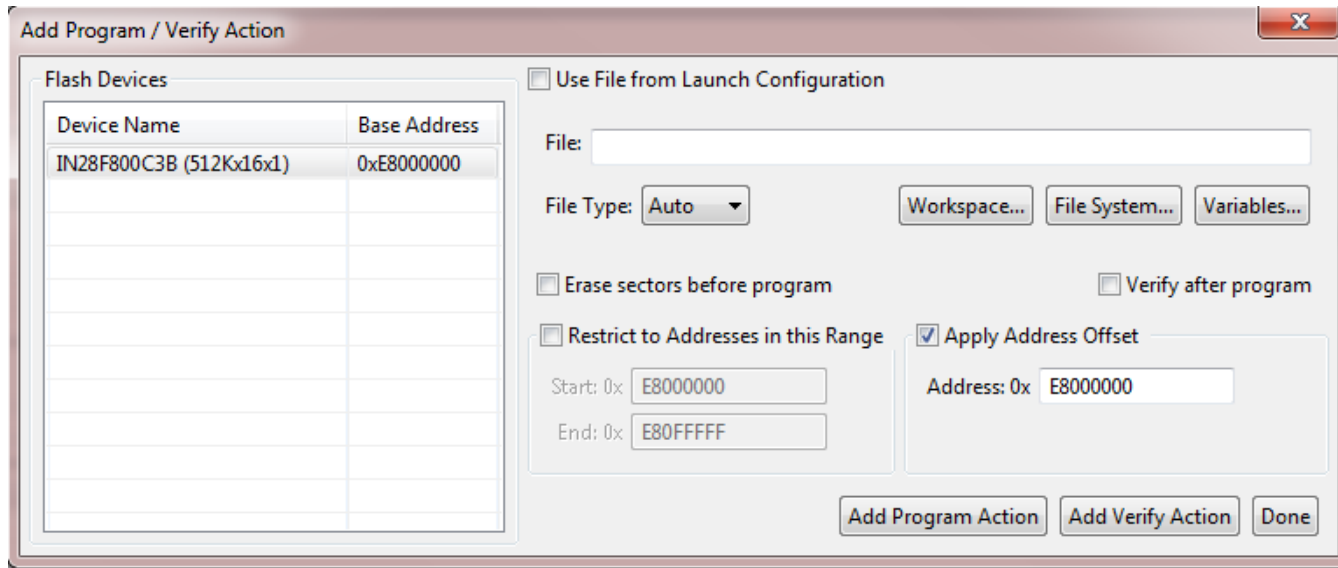 Add Program / Verify Action
Flash Devices
Device Name Base Address
IN28F800C3B (512Kx16x1) 0xE8000000
Use File from Launch Configuration
File:
File Type: Auto Workspace... File System... Variables...
Erase sectors before program Verify after program
Restrict to Addresses in this Range Apply Address Offset
Start: 0x E8000000 Address: 0x E8000000
End: 0x E80FFFFF
Add Program Action Add Verify Action Done